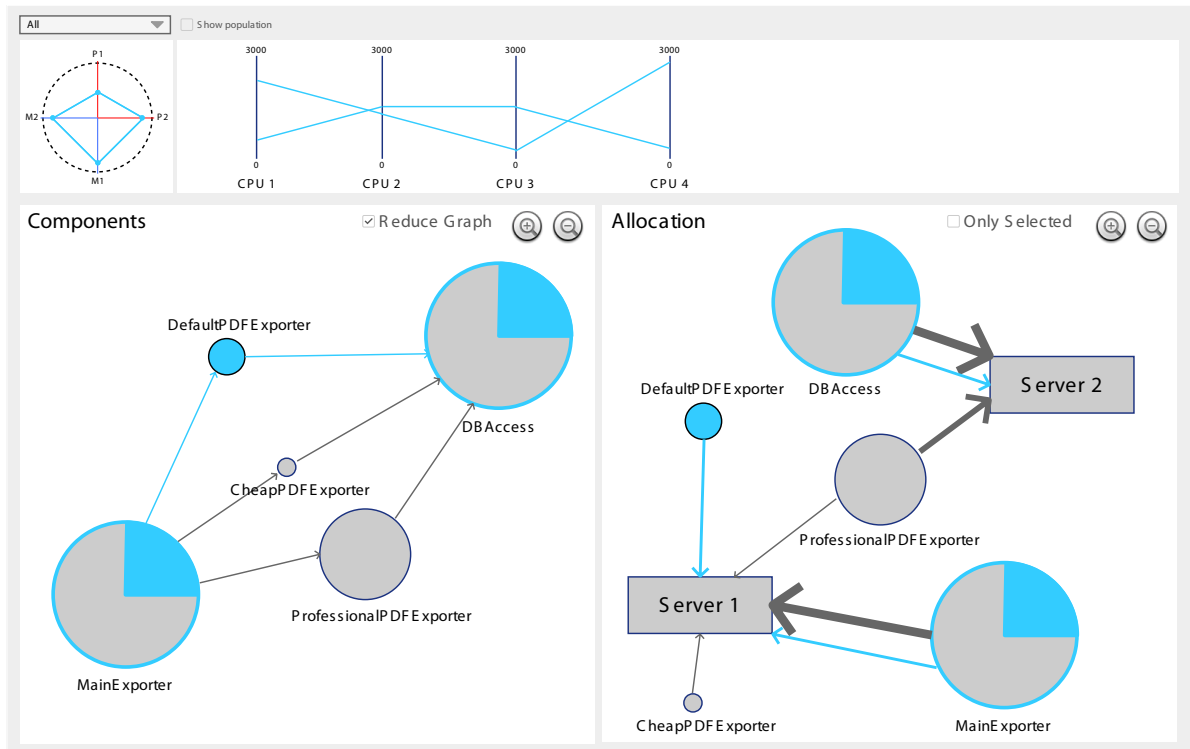 All
Show population
P1
M2
P2
M1
3000 3000 3000 3000
0 0 0 0
CPU 1 CPU 2 CPU 3 CPU 4
Components
Reduce Graph
DefaultPDFExporter
DBAccess
CheapPDFExporter
ProfessionalPDFExporter
MainExporter
Allocation
Only Selected
DBAccess
Server 2
DefaultPDFExporter
ProfessionalPDFExporter
Server 1
CheapPDFExporter
MainExporter